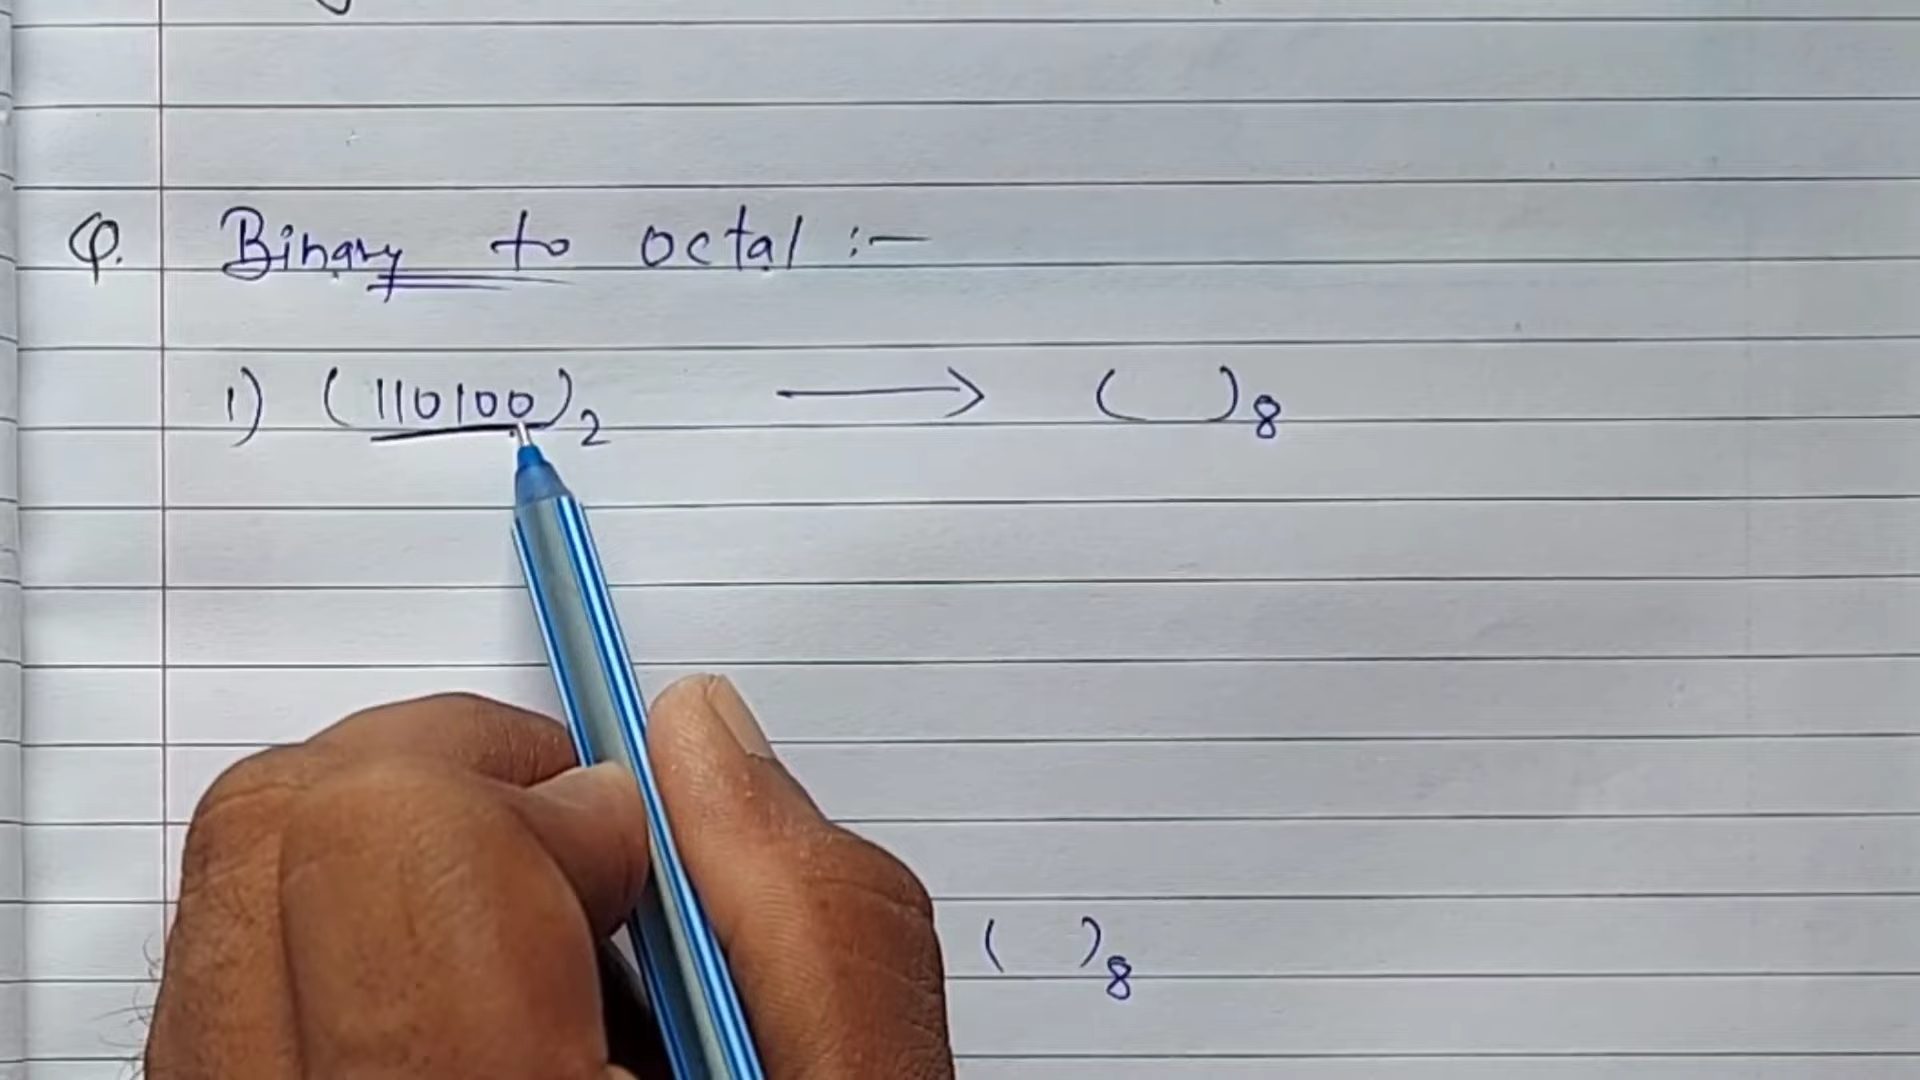 Q. Binary to octal :-
1) (110100)₂ ⟶ ( )₈
( )₈